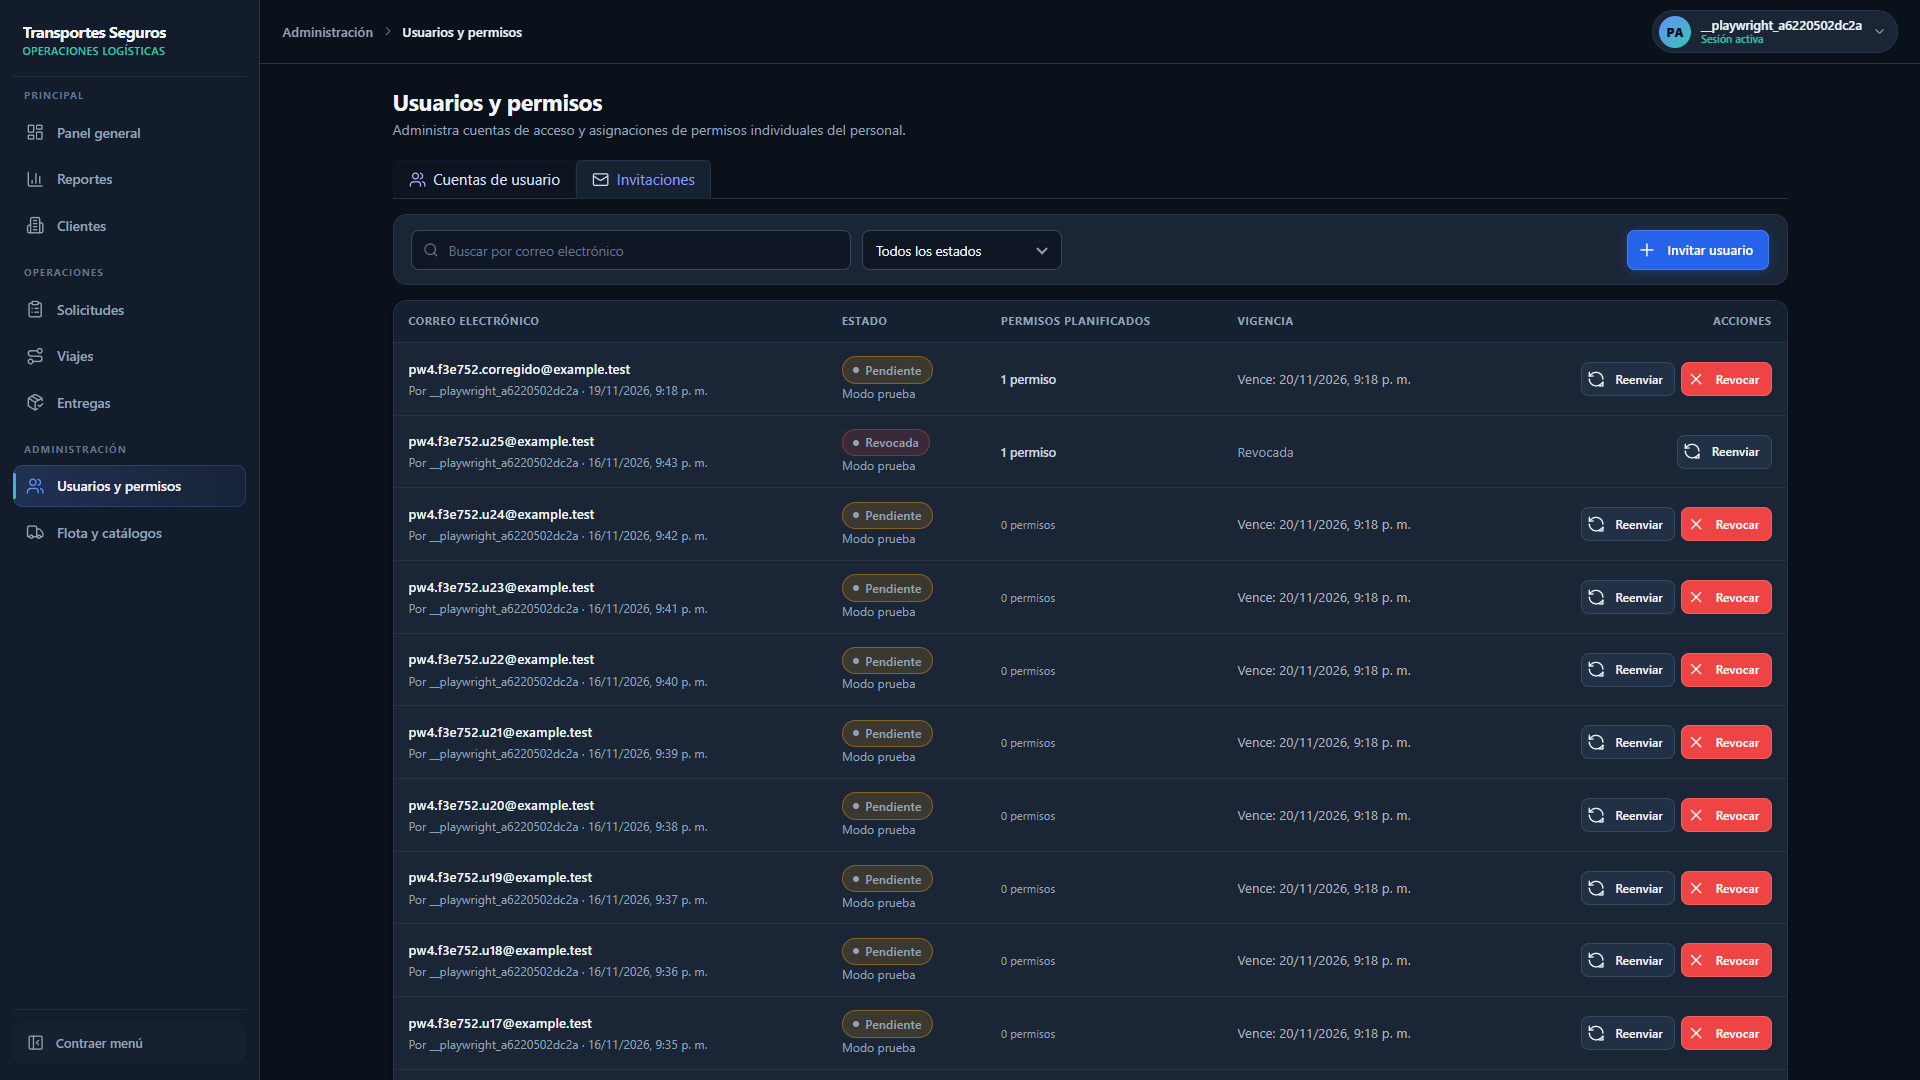 Transportes Seguros
OPERACIONES LOGÍSTICAS
PRINCIPAL
Panel general
Reportes
Clientes
OPERACIONES
Solicitudes
Viajes
Entregas
ADMINISTRACIÓN
Usuarios y permisos
Flota y catálogos
Contraer menú
Administración > Usuarios y permisos
PA
__playwright_a6220502dc2a
Sesión activa
Usuarios y permisos
Administra cuentas de acceso y asignaciones de permisos individuales del personal.
Cuentas de usuario Invitaciones
Buscar por correo electrónico Todos los estados Invitar usuario
CORREO ELECTRÓNICO ESTADO PERMISOS PLANIFICADOS VIGENCIA ACCIONES
pw4.f3e752.corregido@example.test
Por __playwright_a6220502dc2a · 19/11/2026, 9:18 p. m.
Pendiente
Modo prueba
1 permiso
Vence: 20/11/2026, 9:18 p. m.
Reenviar Revocar
pw4.f3e752.u25@example.test
Por __playwright_a6220502dc2a · 16/11/2026, 9:43 p. m.
Revocada
Modo prueba
1 permiso
Revocada
Reenviar
pw4.f3e752.u24@example.test
Por __playwright_a6220502dc2a · 16/11/2026, 9:42 p. m.
Pendiente
Modo prueba
0 permisos
Vence: 20/11/2026, 9:18 p. m.
Reenviar Revocar
pw4.f3e752.u23@example.test
Por __playwright_a6220502dc2a · 16/11/2026, 9:41 p. m.
Pendiente
Modo prueba
0 permisos
Vence: 20/11/2026, 9:18 p. m.
Reenviar Revocar
pw4.f3e752.u22@example.test
Por __playwright_a6220502dc2a · 16/11/2026, 9:40 p. m.
Pendiente
Modo prueba
0 permisos
Vence: 20/11/2026, 9:18 p. m.
Reenviar Revocar
pw4.f3e752.u21@example.test
Por __playwright_a6220502dc2a · 16/11/2026, 9:39 p. m.
Pendiente
Modo prueba
0 permisos
Vence: 20/11/2026, 9:18 p. m.
Reenviar Revocar
pw4.f3e752.u20@example.test
Por __playwright_a6220502dc2a · 16/11/2026, 9:38 p. m.
Pendiente
Modo prueba
0 permisos
Vence: 20/11/2026, 9:18 p. m.
Reenviar Revocar
pw4.f3e752.u19@example.test
Por __playwright_a6220502dc2a · 16/11/2026, 9:37 p. m.
Pendiente
Modo prueba
0 permisos
Vence: 20/11/2026, 9:18 p. m.
Reenviar Revocar
pw4.f3e752.u18@example.test
Por __playwright_a6220502dc2a · 16/11/2026, 9:36 p. m.
Pendiente
Modo prueba
0 permisos
Vence: 20/11/2026, 9:18 p. m.
Reenviar Revocar
pw4.f3e752.u17@example.test
Por __playwright_a6220502dc2a · 16/11/2026, 9:35 p. m.
Pendiente
Modo prueba
0 permisos
Vence: 20/11/2026, 9:18 p. m.
Reenviar Revocar